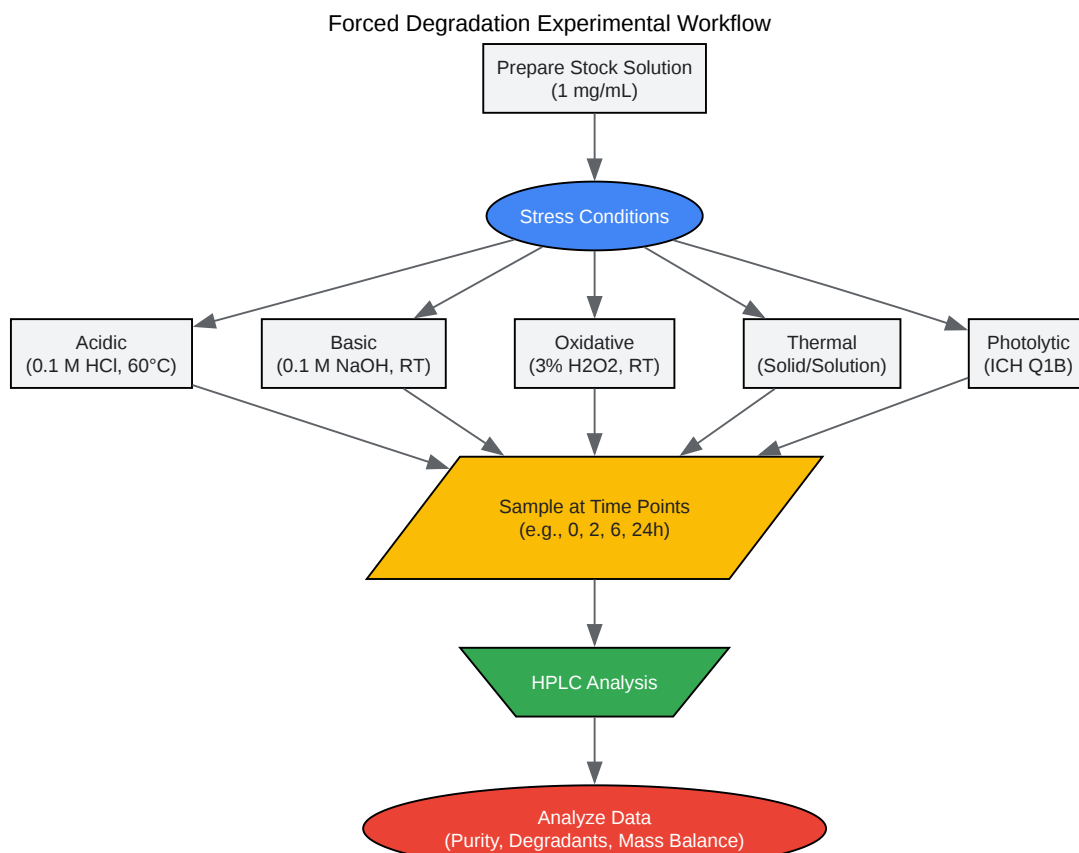 Forced Degradation Experimental Workflow
Prepare Stock Solution
(1 mg/mL)
Stress Conditions
Acidic
(0.1 M HCl, 60°C)
Basic
(0.1 M NaOH, RT)
Oxidative
(3% H2O2, RT)
Thermal
(Solid/Solution)
Photolytic
(ICH Q1B)
Sample at Time Points
(e.g., 0, 2, 6, 24h)
HPLC Analysis
Analyze Data
(Purity, Degradants, Mass Balance)